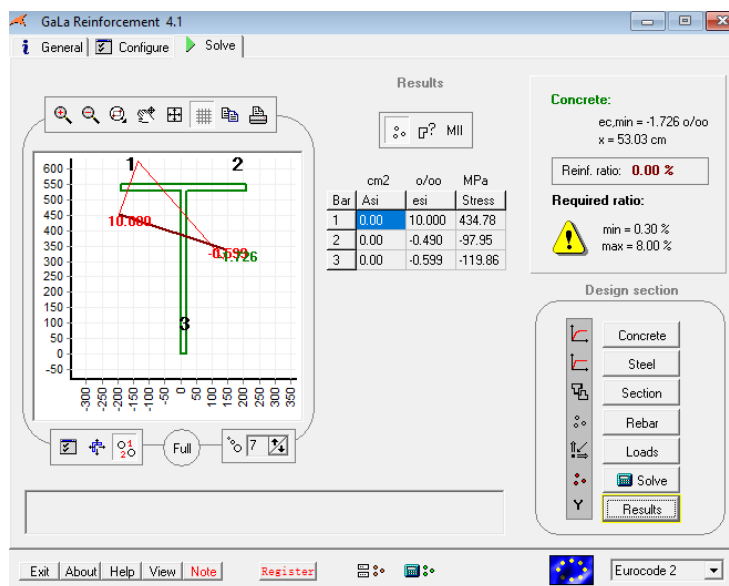 GaLa Reinforcement 4.1
General Configure Solve
Results
MII
Concrete:
ec,min = -1.726 o/oo
x = 53.03 cm
Reinf. ratio: 0.00 %
Required ratio:
min = 0.30 %
max = 8.00 %
cm2 o/oo MPa
Bar Asi esi Stress
1 0.00 10.000 434.78
2 0.00 -0.490 -97.95
3 0.00 -0.599 -119.86
600
550
500
450
400
350
300
250
200
150
100
50
0
-50
1 2
10.000
-0.599
-1.726
3
-300 -250 -200 -150 -100 -50 0 50 100 150 200 250 300 350
Full
7
Design section
Concrete
Steel
Section
Rebar
Loads
Solve
Results
Exit About Help View Note Register Eurocode 2